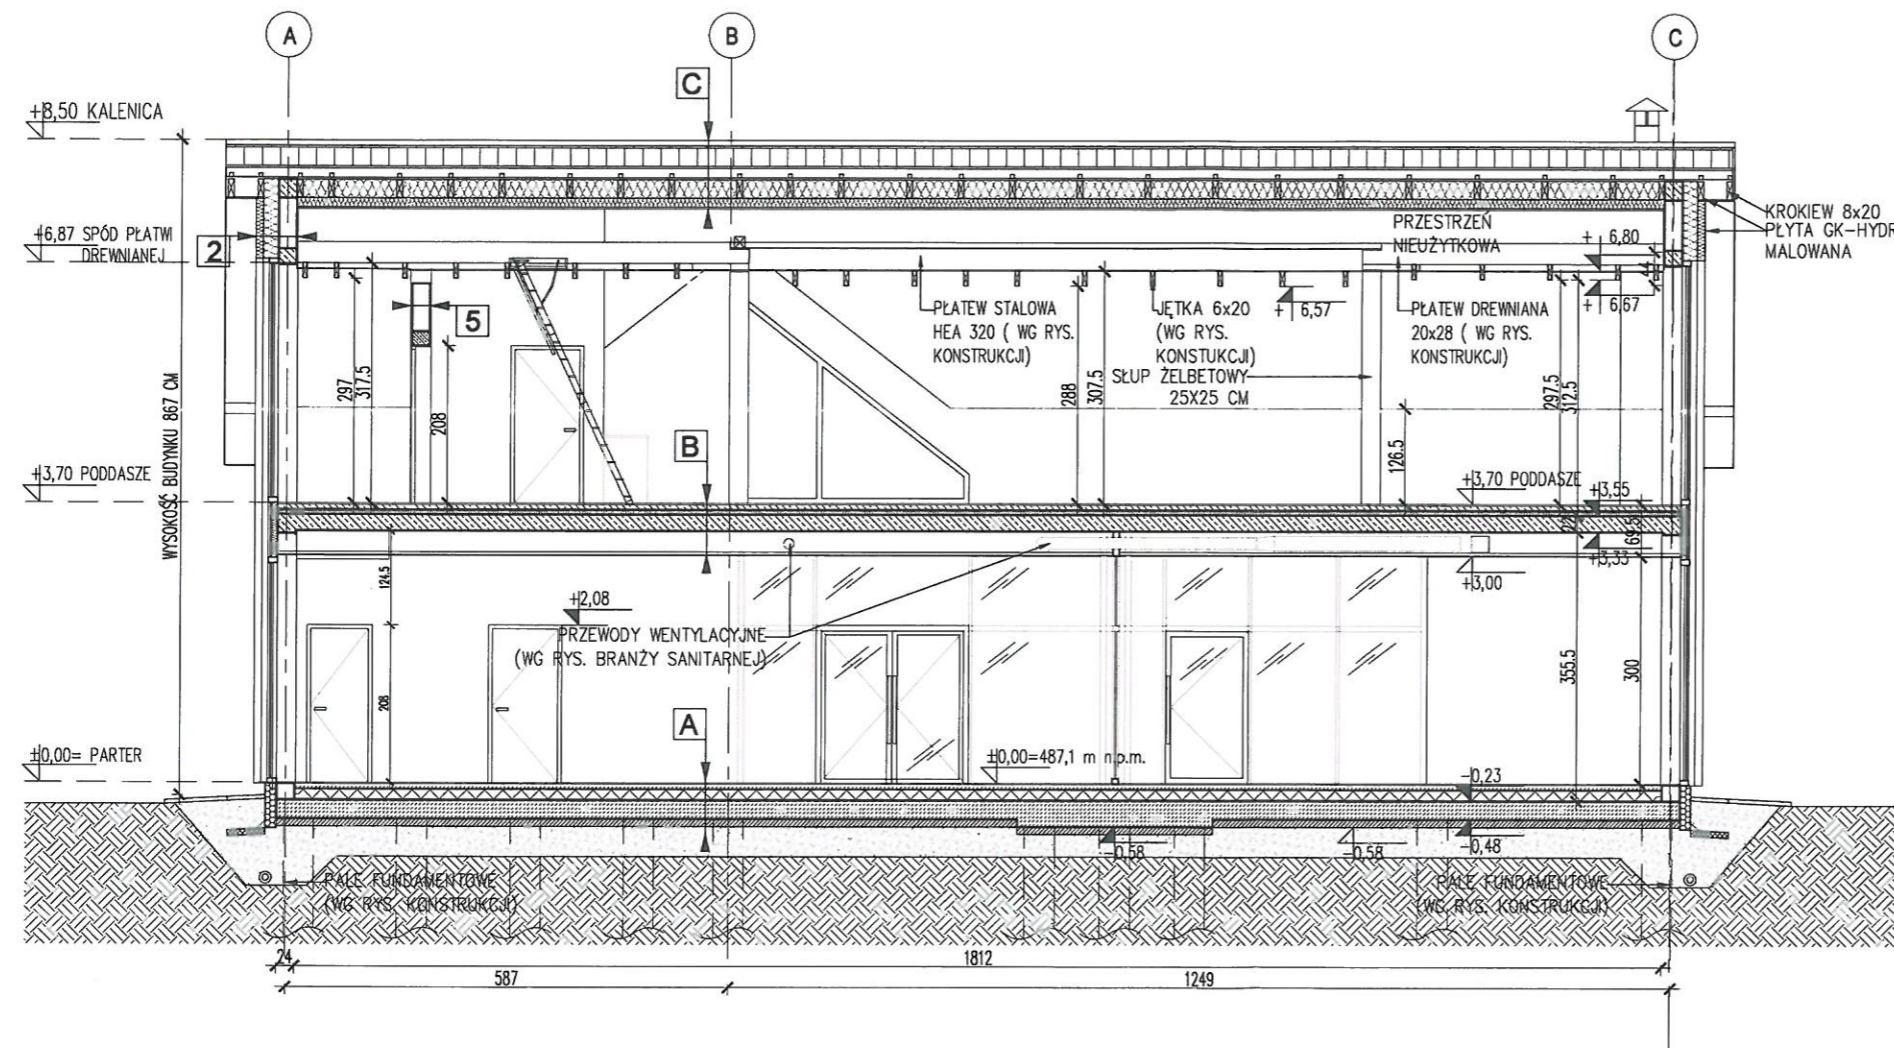 A
B
C
C
+8,50 KALENICA
+6,87 SPÓD PŁATWI
DREWNIANEJ
2
PRZESTRZEŃ
NIEUŻYTKOWA
+ 6,80
KROKIEW 8x20
PŁYTA GK-HYDR
MALOWANA
44
+ 6,67
5
PŁATEW STALOWA
HEA 320 ( WG RYS.
KONSTRUKCJI)
JĘTKA 6x20
(WG RYS.
KONSTUKCJI)
+ 6,57
PŁATEW DREWNIANA
20x28 ( WG RYS.
KONSTRUKCJI)
SŁUP ŻELBETOWY
25X25 CM
297
317.5
208
288
307.5
126.5
297.5
312.5
WYSOKOŚĆ BUDYNKU 867 CM
B
+3,70 PODDASZE
+3,70 PODDASZE
+3,55
22
69.5
+3,33
+3,00
124.5
+2,08
PRZEWODY WENTYLACYJNE
(WG RYS. BRANŻY SANITARNEJ)
208
355.5
300
A
±0,00= PARTER
±0,00=487,1 m n.p.m.
-0,23
-0,58
-0,58
-0,48
PALE FUNDAMENTOWE
(WG RYS. KONSTRUKCJI)
PALE FUNDAMENTOWE
(WG RYS. KONSTRUKCJI)
24
1812
587
1249